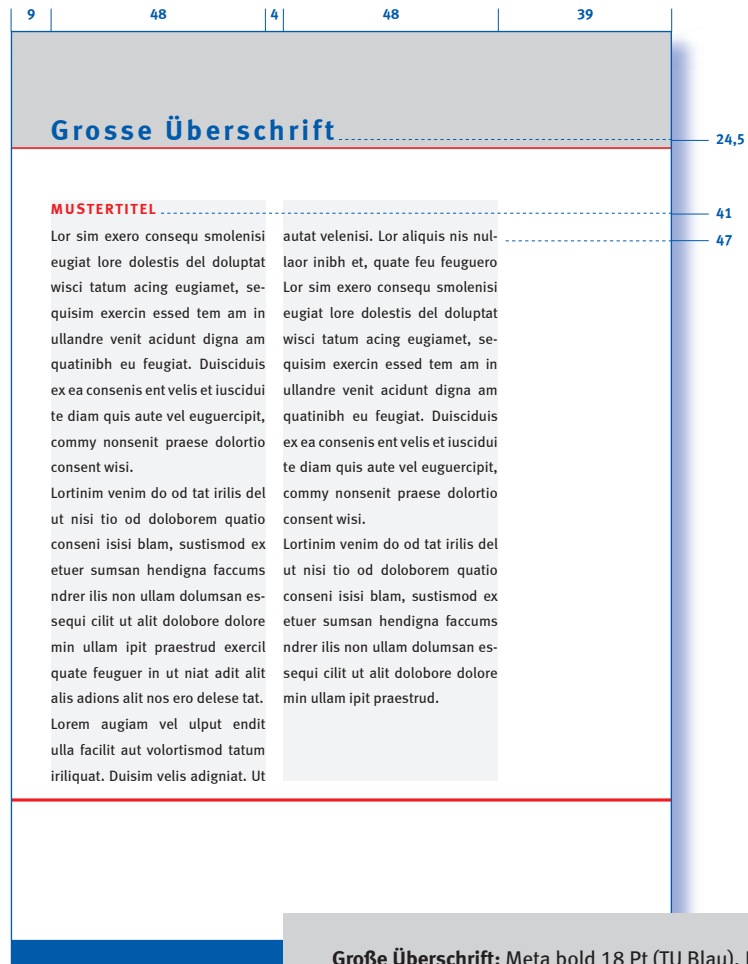 9 48 4 48 39
Grosse Überschrift
24,5
MUSTERTITEL
41
47
Lor sim exero consequ smolenisi
eugiat lore dolestis del doluptat
wisci tatum acing eugiamet, se-
quisim exercin essed tem am in
ullandre venit acidunt digna am
quatinibh eu feugiat. Duisciduis
ex ea consenis ent velis et iuscidui
te diam quis aute vel euguercipit,
commy nonsenit praese dolortio
consent wisi.
Lortinim venim do od tat irilis del
ut nisi tio od doloborem quatio
conseni isisi blam, sustismod ex
etuer sumsan hendigna faccums
ndrer ilis non ullam dolumsan es-
sequi cilit ut alit dolobore dolore
min ullam ipit praestrud exercil
quate feuguer in ut niat adit alit
alis adions alit nos ero delese tat.
Lorem augiam vel ulput endit
ulla facilit aut volortismod tatum
iriliquat. Duisim velis adigniat. Ut
autat velenisi. Lor aliquis nis nul-
laor inibh et, quate feu feuguero
Lor sim exero consequ smolenisi
eugiat lore dolestis del doluptat
wisci tatum acing eugiamet, se-
quisim exercin essed tem am in
ullandre venit acidunt digna am
quatinibh eu feugiat. Duisciduis
ex ea consenis ent velis et iuscidui
te diam quis aute vel euguercipit,
commy nonsenit praese dolortio
consent wisi.
Lortinim venim do od tat irilis del
ut nisi tio od doloborem quatio
conseni isisi blam, sustismod ex
etuer sumsan hendigna faccums
ndrer ilis non ullam dolumsan es-
sequi cilit ut alit dolobore dolore
min ullam ipit praestrud.
Große Überschrift: Meta bold 18 Pt (TU Blau),